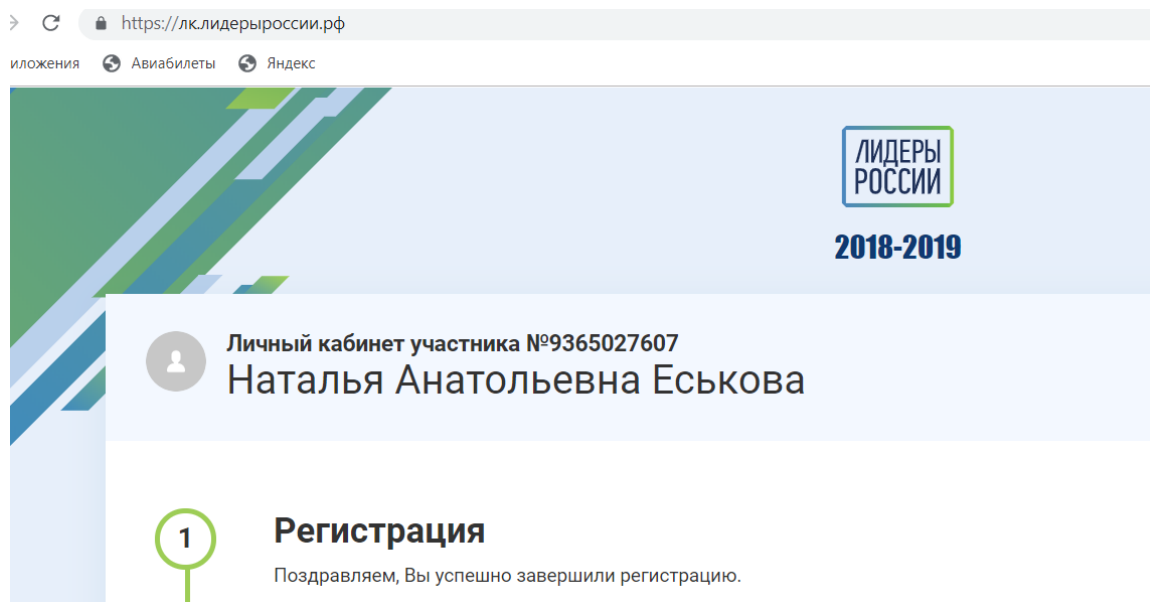 https://лк.лидерыроссии.рф
иложения Авиабилеты Яндекс
ЛИДЕРЫ
РОССИИ
2018-2019
Личный кабинет участника №9365027607
Наталья Анатольевна Еськова
1 Регистрация
Поздравляем, Вы успешно завершили регистрацию.